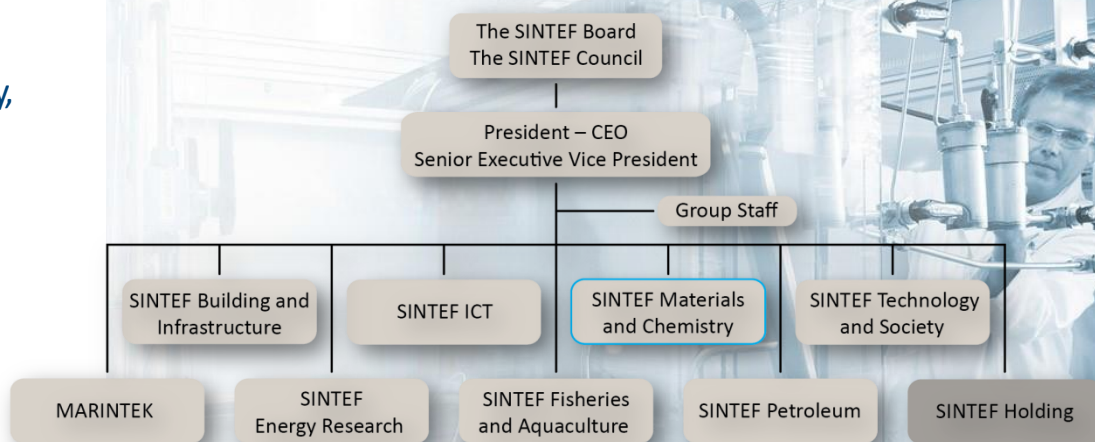 The SINTEF Board
The SINTEF Council
President – CEO
Senior Executive Vice President
Group Staff
SINTEF Building and
Infrastructure
SINTEF ICT
SINTEF Materials
and Chemistry
SINTEF Technology
and Society
MARINTEK
SINTEF
Energy Research
SINTEF Fisheries
and Aquaculture
SINTEF Petroleum
SINTEF Holding